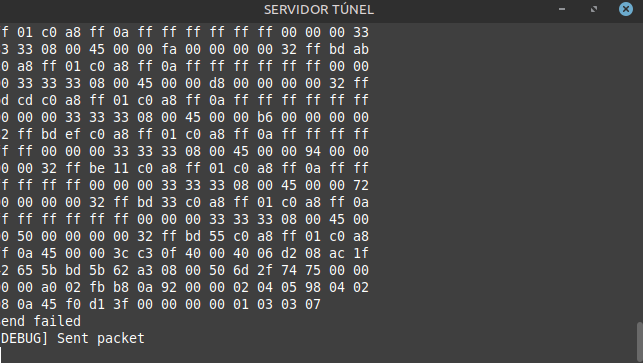 SERVIDOR TÚNEL
f 01 c0 a8 ff 0a ff ff ff ff ff ff 00 00 00 33
3 33 08 00 45 00 00 fa 00 00 00 00 32 ff bd ab
0 a8 ff 01 c0 a8 ff 0a ff ff ff ff ff ff 00 00
00 33 33 33 08 00 45 00 00 d8 00 00 00 00 32 ff
d cd c0 a8 ff 01 c0 a8 ff 0a ff ff ff ff ff ff
00 00 00 33 33 33 08 00 45 00 00 b6 00 00 00 00
2 ff bd ef c0 a8 ff 01 c0 a8 ff 0a ff ff ff ff
f ff 00 00 00 33 33 33 08 00 45 00 00 94 00 00
00 00 32 ff be 11 c0 a8 ff 01 c0 a8 ff 0a ff ff
f ff ff ff 00 00 00 33 33 33 08 00 45 00 00 72
00 00 00 00 32 ff bd 33 c0 a8 ff 01 c0 a8 ff 0a
f ff ff ff ff ff 00 00 00 33 33 33 08 00 45 00
0 50 00 00 00 00 32 ff bd 55 c0 a8 ff 01 c0 a8
f 0a 45 00 00 3c c3 0f 40 00 40 06 d2 08 ac 1f
2 65 5b bd 5b 62 a3 08 00 50 6d 2f 74 75 00 00
00 00 a0 02 fb b8 0a 92 00 00 02 04 05 98 04 02
8 0a 45 f0 d1 3f 00 00 00 00 01 03 03 07
end failed
DEBUG] Sent packet